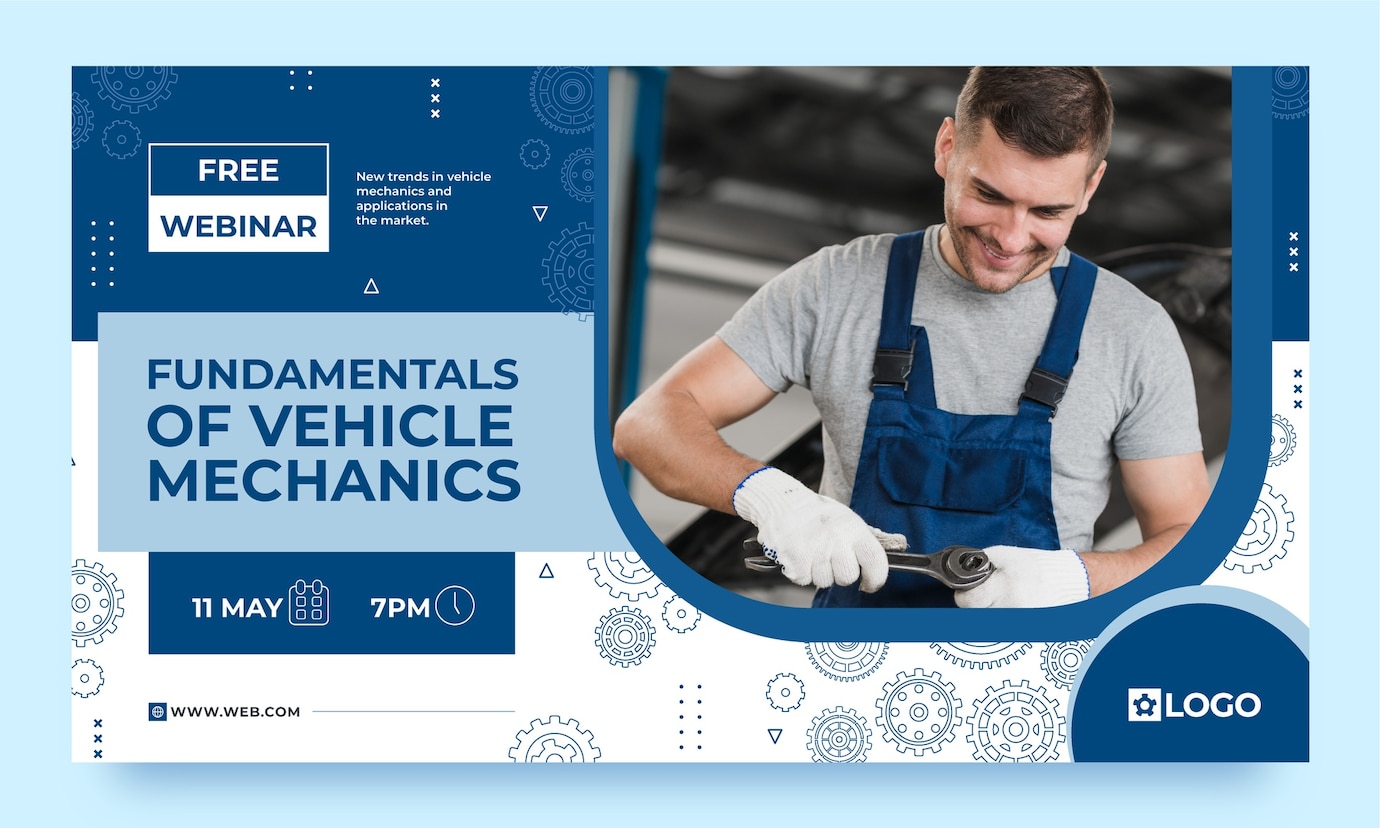 FREE
WEBINAR
New trends in vehicle
mechanics and
applications in
the market.
FUNDAMENTALS
OF VEHICLE
MECHANICS
11 MAY
7PM
WWW.WEB.COM
LOGO